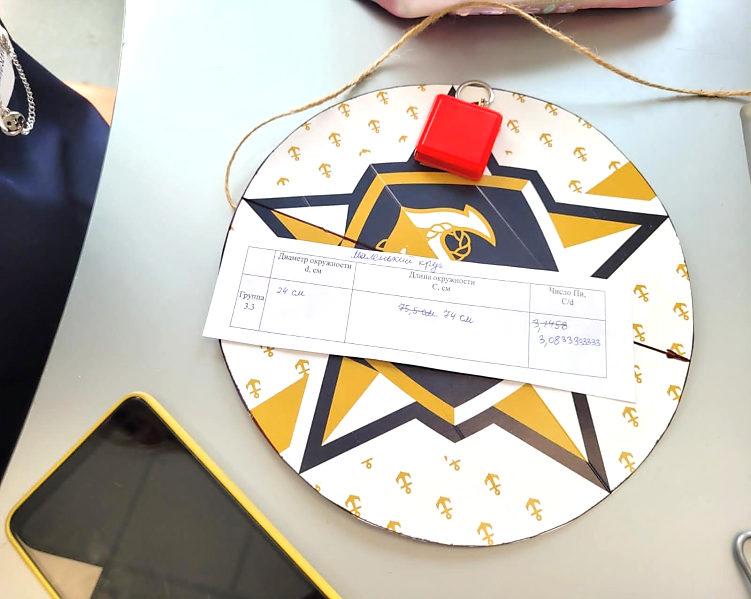 Маленький круг
Диаметр окружности
d, см
Длина окружности
C, см
Число Пи,
C/d
Группа
3.3
24 см
75,5 см 74 см
3,1458
3,0833333333